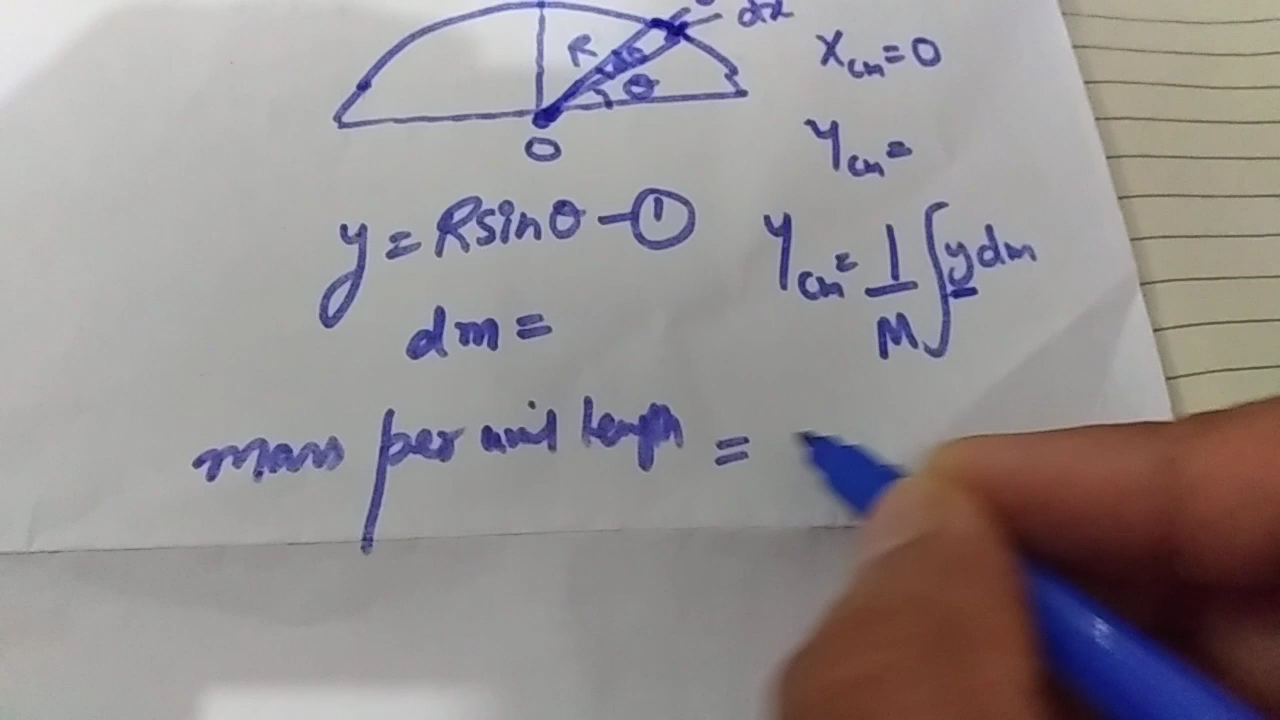 R dθ dx
θ
O
X_cm = 0
Y_cm =
y = R sin θ - ①
Y_cm = 1/M ∫ y dm
dm =
mass per unit length =